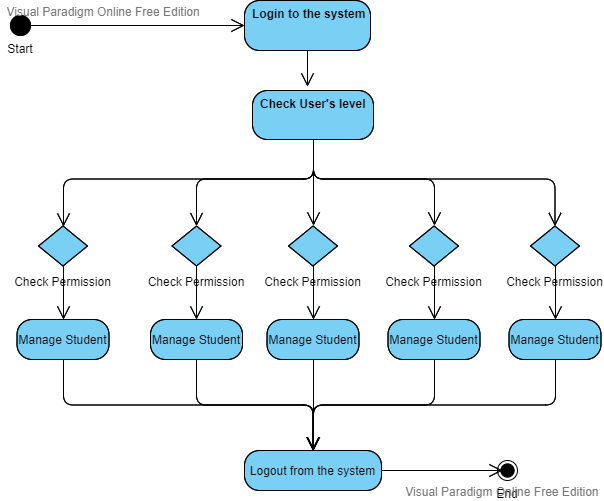 Visual Paradigm Online Free Edition
Login to the system
Start
Check User's level
Check Permission
Check Permission
Check Permission
Check Permission
Check Permission
Manage Student
Manage Student
Manage Student
Manage Student
Manage Student
Logout from the system
End
Visual Paradigm Online Free Edition